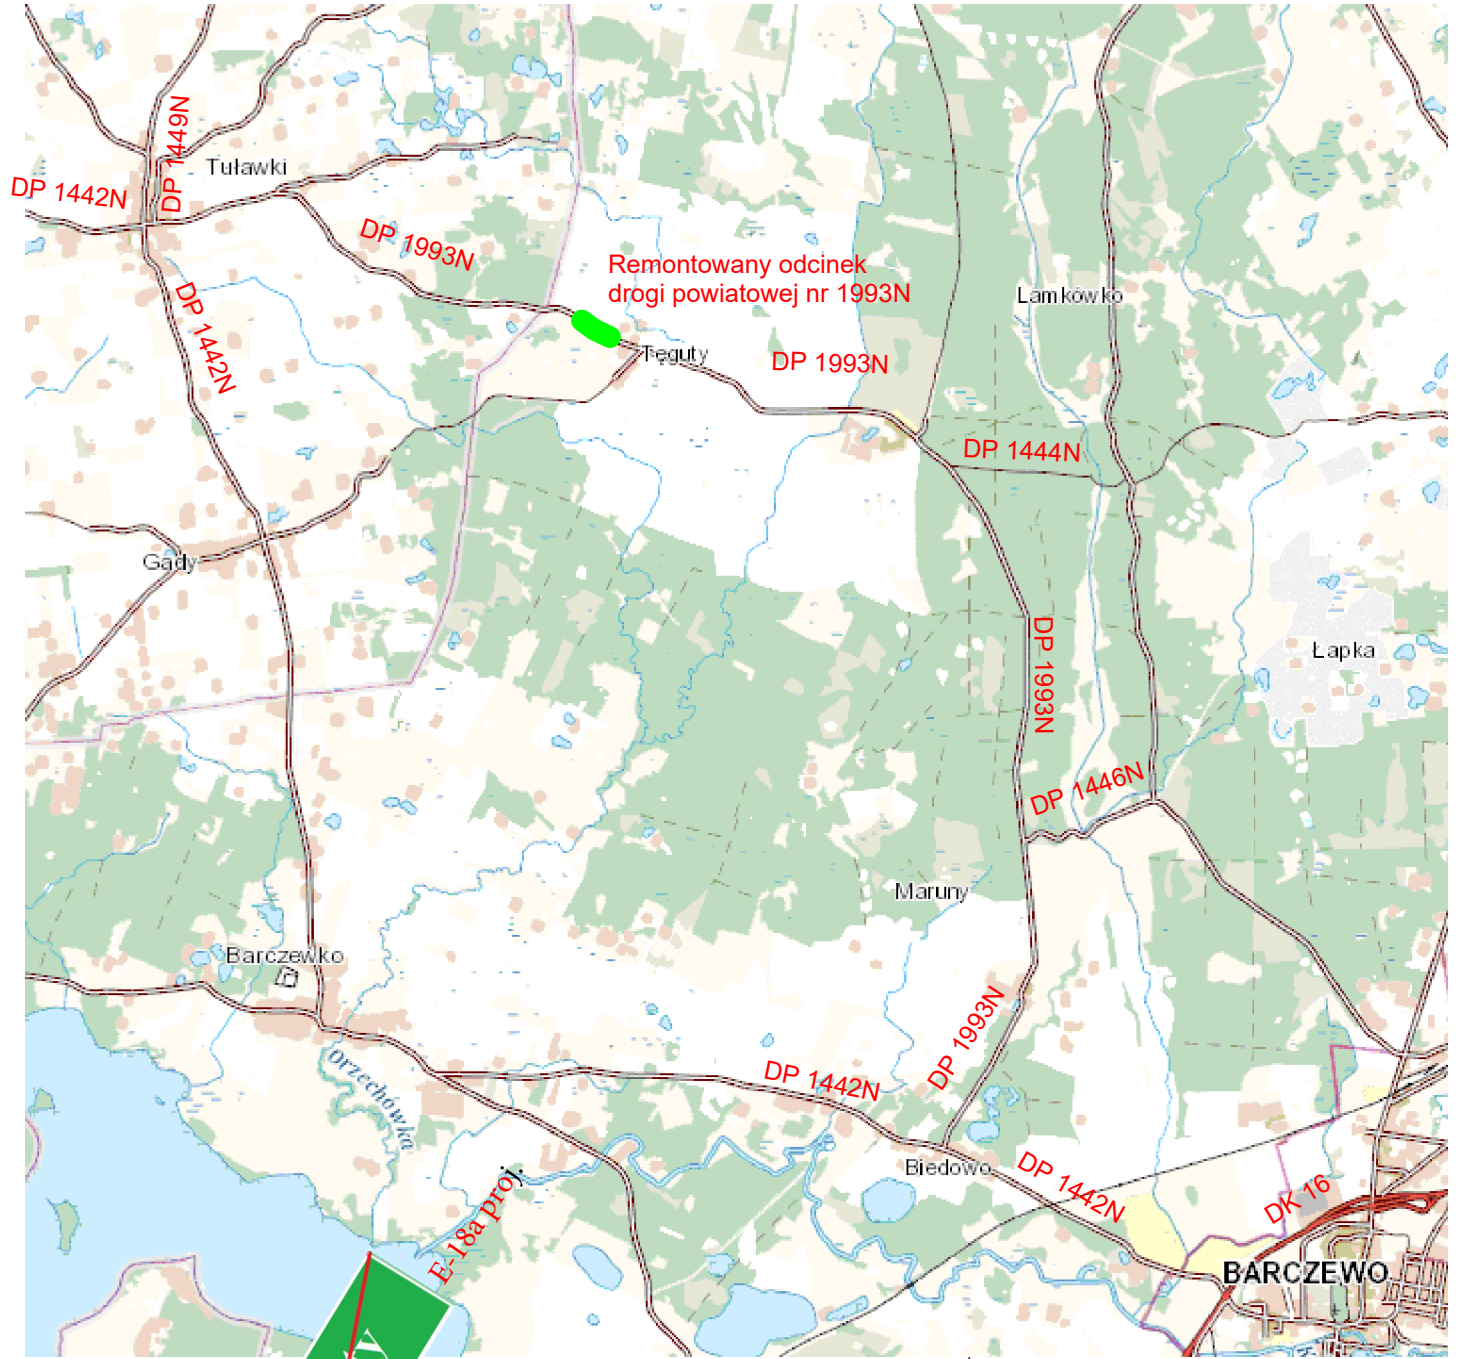 DP 1449N
Tuławki
DP 1442N
DP 1993N
Remontowany odcinek
drogi powiatowej nr 1993N
DP 1442N
Lamkówko
Tęguty
DP 1993N
DP 1444N
Gady
DP 1993N
Łapka
DP 1446N
Maruny
Barczewko
DP 1993N
Orzechówka
DP 1442N
Biedowo
DP 1442N
E-18a proj.
DK 16
BARCZEWO